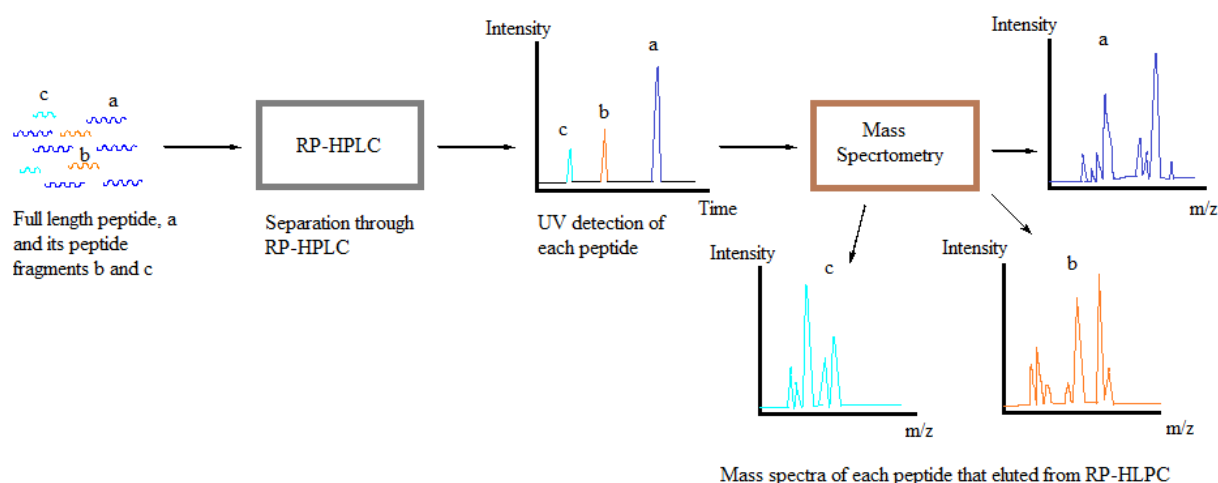 c
a
b
Full length peptide, a
and its peptide
fragments b and c
RP-HPLC
Separation through
RP-HPLC
Intensity
a
b
c
Time
UV detection of
each peptide
Mass
Specrtometry
Intensity
a
m/z
Intensity
c
m/z
Intensity
b
m/z
Mass spectra of each peptide that eluted from RP-HLPC